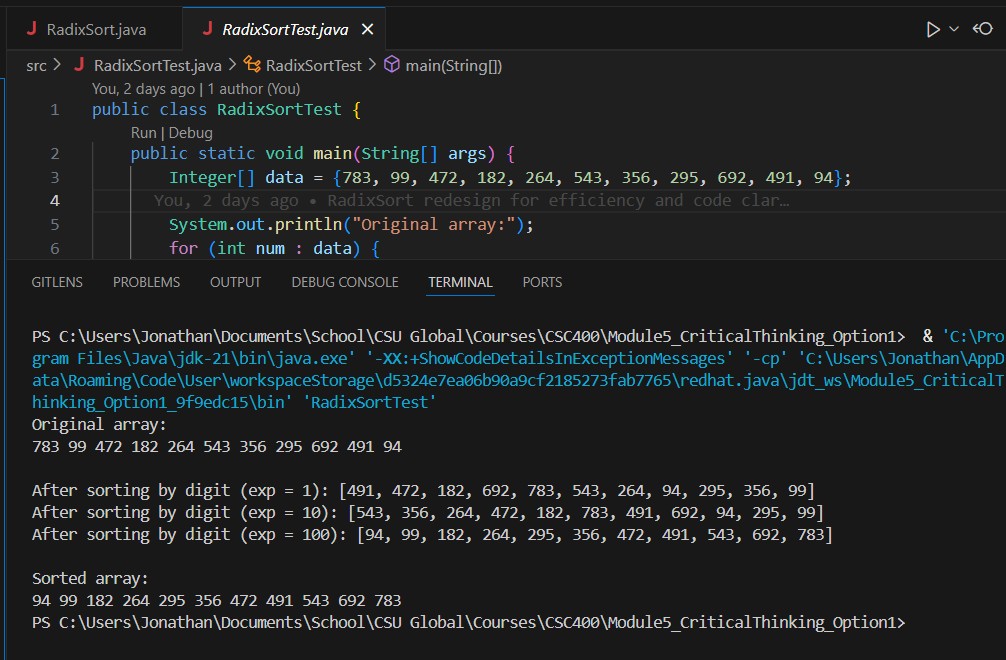 RadixSort.java
RadixSortTest.java
src > RadixSortTest.java > RadixSortTest > main(String[])
You, 2 days ago | 1 author (You)
1 public class RadixSortTest {
Run | Debug
2 public static void main(String[] args) {
3 Integer[] data = {783, 99, 472, 182, 264, 543, 356, 295, 692, 491, 94};
4 You, 2 days ago • RadixSort redesign for efficiency and code clar…
5 System.out.println("Original array:");
6 for (int num : data) {
GITLENS PROBLEMS OUTPUT DEBUG CONSOLE TERMINAL PORTS
PS C:\Users\Jonathan\Documents\School\CSU Global\Courses\CSC400\Module5_CriticalThinking_Option1>  & 'C:\Pro
gram Files\Java\jdk-21\bin\java.exe' '-XX:+ShowCodeDetailsInExceptionMessages' '-cp' 'C:\Users\Jonathan\AppD
ata\Roaming\Code\User\workspaceStorage\d5324e7ea06b90a9cf2185273fab7765\redhat.java\jdt_ws\Module5_CriticalT
hinking_Option1_9f9edc15\bin' 'RadixSortTest'
Original array:
783 99 472 182 264 543 356 295 692 491 94
After sorting by digit (exp = 1): [491, 472, 182, 692, 783, 543, 264, 94, 295, 356, 99]
After sorting by digit (exp = 10): [543, 356, 264, 472, 182, 783, 491, 692, 94, 295, 99]
After sorting by digit (exp = 100): [94, 99, 182, 264, 295, 356, 472, 491, 543, 692, 783]
Sorted array:
94 99 182 264 295 356 472 491 543 692 783
PS C:\Users\Jonathan\Documents\School\CSU Global\Courses\CSC400\Module5_CriticalThinking_Option1>